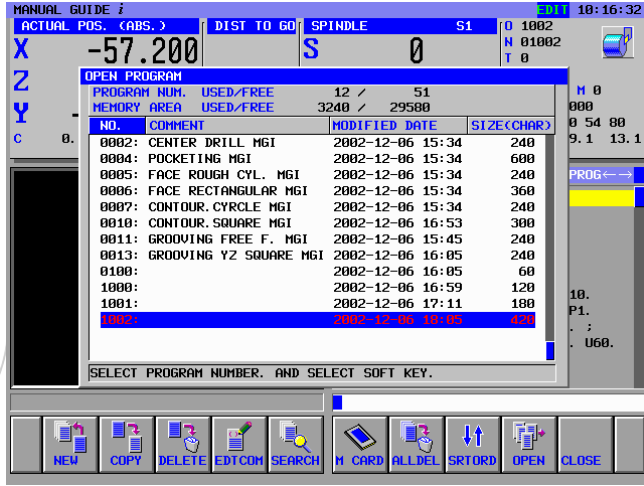 MANUAL GUIDE i EDIT 10:16:32
ACTUAL POS. (ABS.) DIST TO GO SPINDLE S1 O 1002
X -57.200 S 0 N 01002
T 0
Z M 0
Y - 000
0 54 80
C 0. 9.1 13.1
OPEN PROGRAM
PROGRAM NUM. USED/FREE 12 / 51
MEMORY AREA USED/FREE 3240 / 29580
NO. COMMENT MODIFIED DATE SIZE(CHAR)
PROG←→
0002: CENTER DRILL MGI 2002-12-06 15:34 240
0004: POCKETING MGI 2002-12-06 15:34 600
0005: FACE ROUGH CYL. MGI 2002-12-06 15:34 240
0006: FACE RECTANGULAR MGI 2002-12-06 15:34 360
0007: CONTOUR.CYRCLE MGI 2002-12-06 15:34 240
0010: CONTOUR.SQUARE MGI 2002-12-06 16:53 300
0011: GROOVING FREE F. MGI 2002-12-06 15:45 240
0013: GROOVING YZ SQUARE MGI 2002-12-06 16:05 240
0100: 2002-12-06 16:05 60
1000: 2002-12-06 16:59 120
1001: 2002-12-06 17:11 180
1002: 2002-12-06 18:05 420
10.
P1.
. ;
. U60.
SELECT PROGRAM NUMBER. AND SELECT SOFT KEY.
NEW COPY DELETE EDTCOM SEARCH M CARD ALLDEL SRTORD OPEN CLOSE